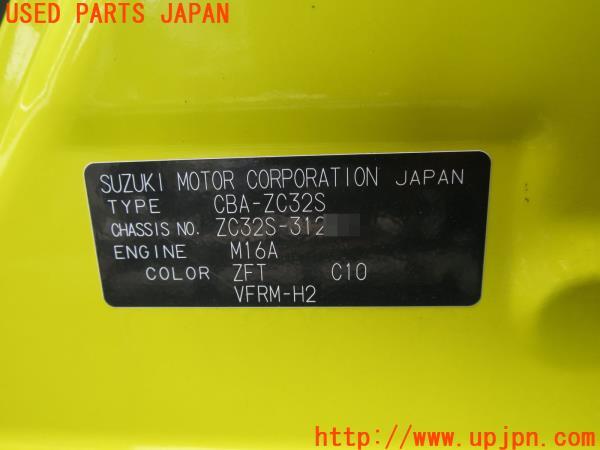 USED PARTS JAPAN
SUZUKI MOTOR CORPORATION JAPAN
TYPE CBA-ZC32S
CHASSIS NO. ZC32S-312
ENGINE M16A
COLOR ZFT C10
VFRM-H2
http://www.upjpn.com/